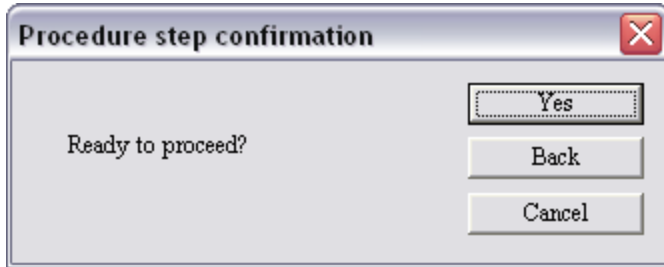 Procedure step confirmation
Ready to proceed?
Yes
Back
Cancel